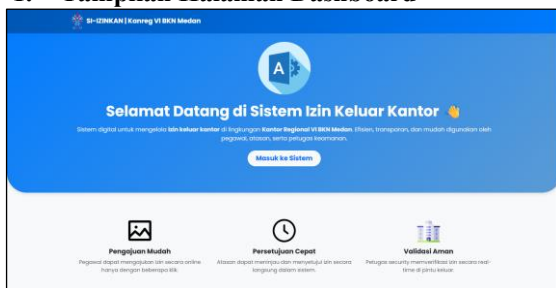 1. Tampilan Halaman Dashboard
SI-IZINKAN | Kanreg VI BKN Medan
A
Selamat Datang di Sistem Izin Keluar Kantor 👋
Sistem digital untuk mengelola izin keluar kantor di lingkungan Kantor Regional VI BKN Medan. Efisien, transparan, dan mudah digunakan oleh
pegawai, atasan, serta petugas keamanan.
Masuk ke Sistem
Pengajuan Mudah
Pegawai dapat mengajukan izin secara online
hanya dengan beberapa klik.
Persetujuan Cepat
Atasan dapat meninjau dan menyetujui izin secara
langsung dalam sistem.
Validasi Aman
Petugas security memverifikasi izin secara real-
time di pintu keluar.